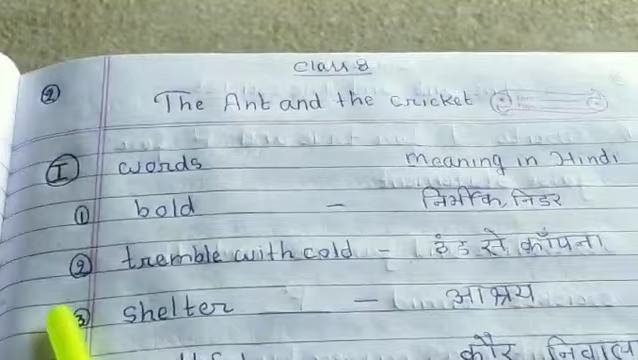 Class 8
② The Ant and the cricket
Ⅰ words meaning in Hindi
① bold – निर्भीक, निडर
② tremble with cold – ठंड से काँपना
③ shelter – आश्रय